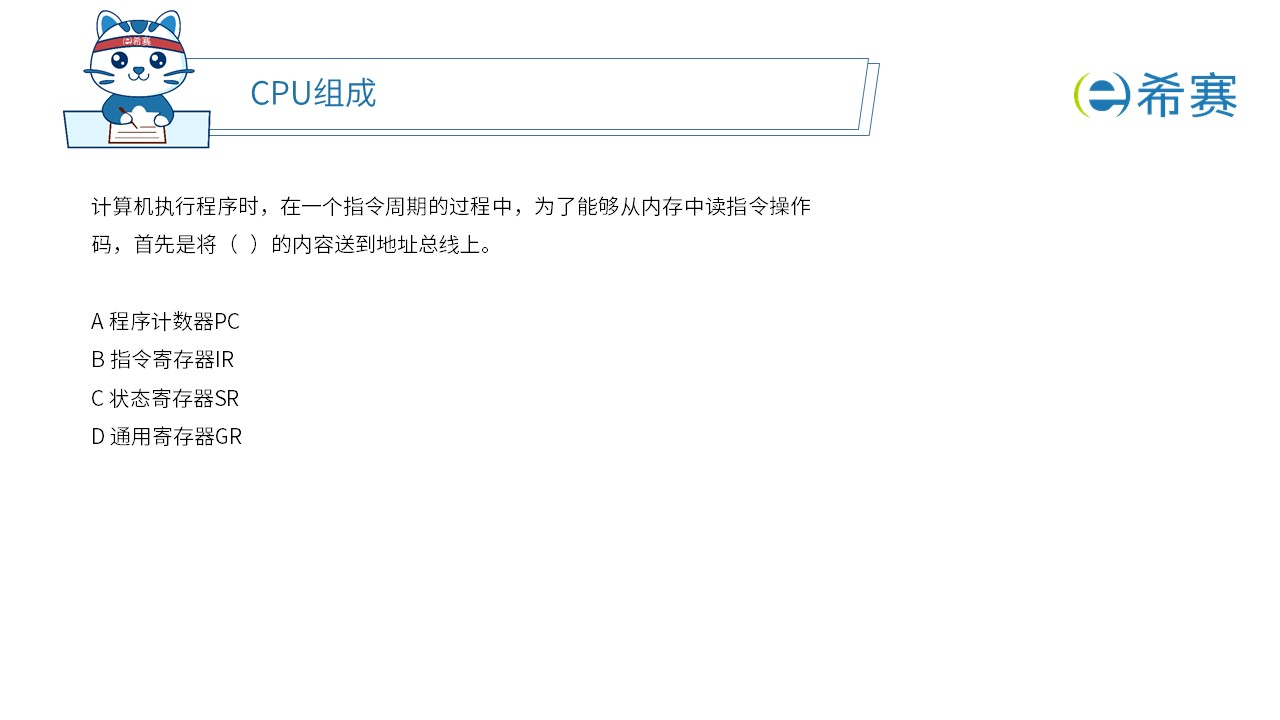 希赛
CPU组成
希赛
计算机执行程序时，在一个指令周期的过程中，为了能够从内存中读指令操作
码，首先是将（ ）的内容送到地址总线上。
A 程序计数器PC
B 指令寄存器IR
C 状态寄存器SR
D 通用寄存器GR